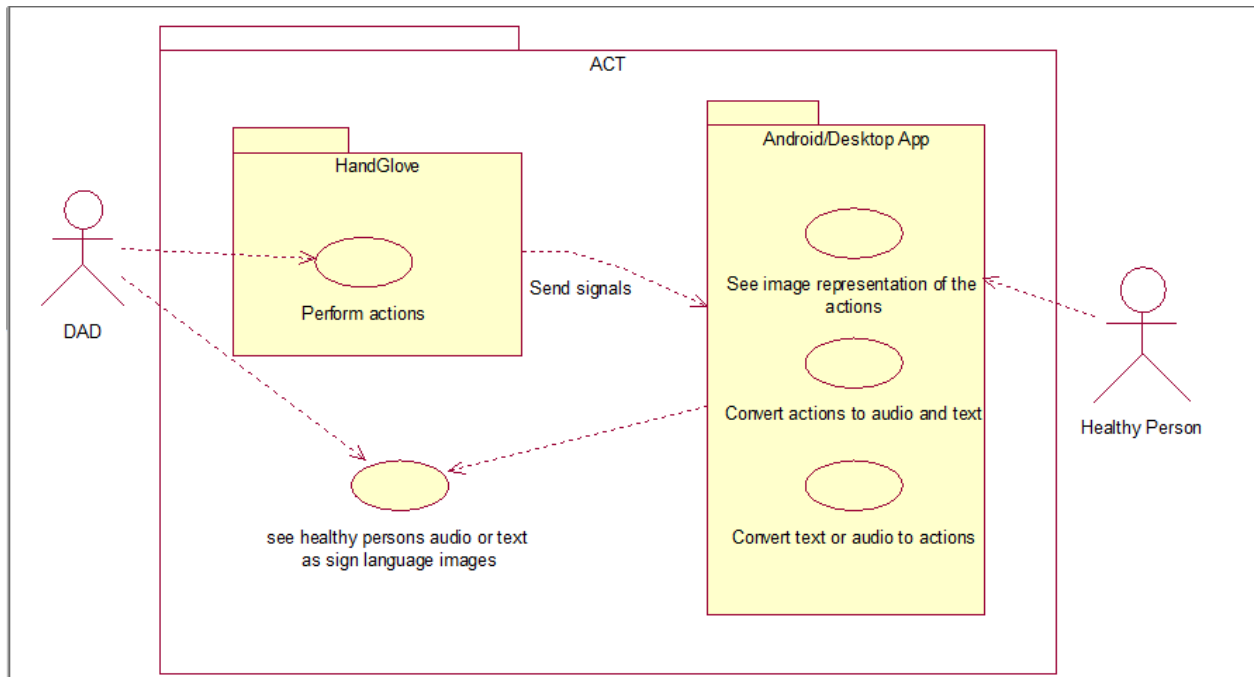 ACT
HandGlove
Perform actions
DAD
Send signals
Android/Desktop App
See image representation of the
actions
Convert actions to audio and text
Convert text or audio to actions
Healthy Person
see healthy persons audio or text
as sign language images